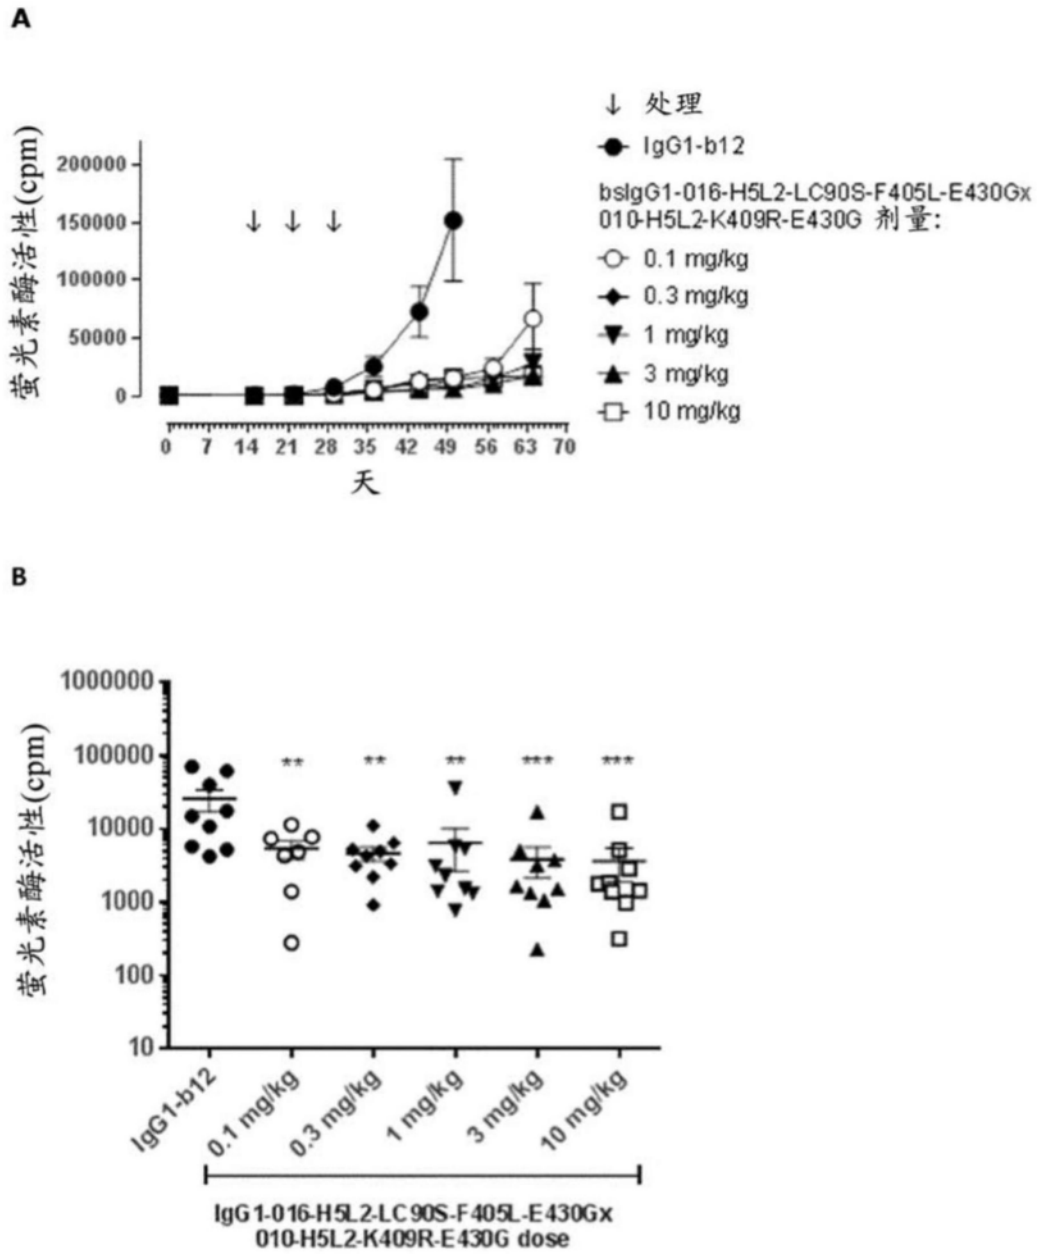 A
萤光素酶活性(cpm)
200000
150000
100000
50000
0
0 7 14 21 28 35 42 49 56 63 70
天
↓ 处理
IgG1-b12
bsIgG1-016-H5L2-LC90S-F405L-E430Gx
010-H5L2-K409R-E430G 剂量:
0.1 mg/kg
0.3 mg/kg
1 mg/kg
3 mg/kg
10 mg/kg
B
萤光素酶活性(cpm)
1000000
100000
10000
1000
100
10
** ** ** *** ***
IgG1-b12
0.1 mg/kg
0.3 mg/kg
1 mg/kg
3 mg/kg
10 mg/kg
IgG1-016-H5L2-LC90S-F405L-E430Gx
010-H5L2-K409R-E430G dose